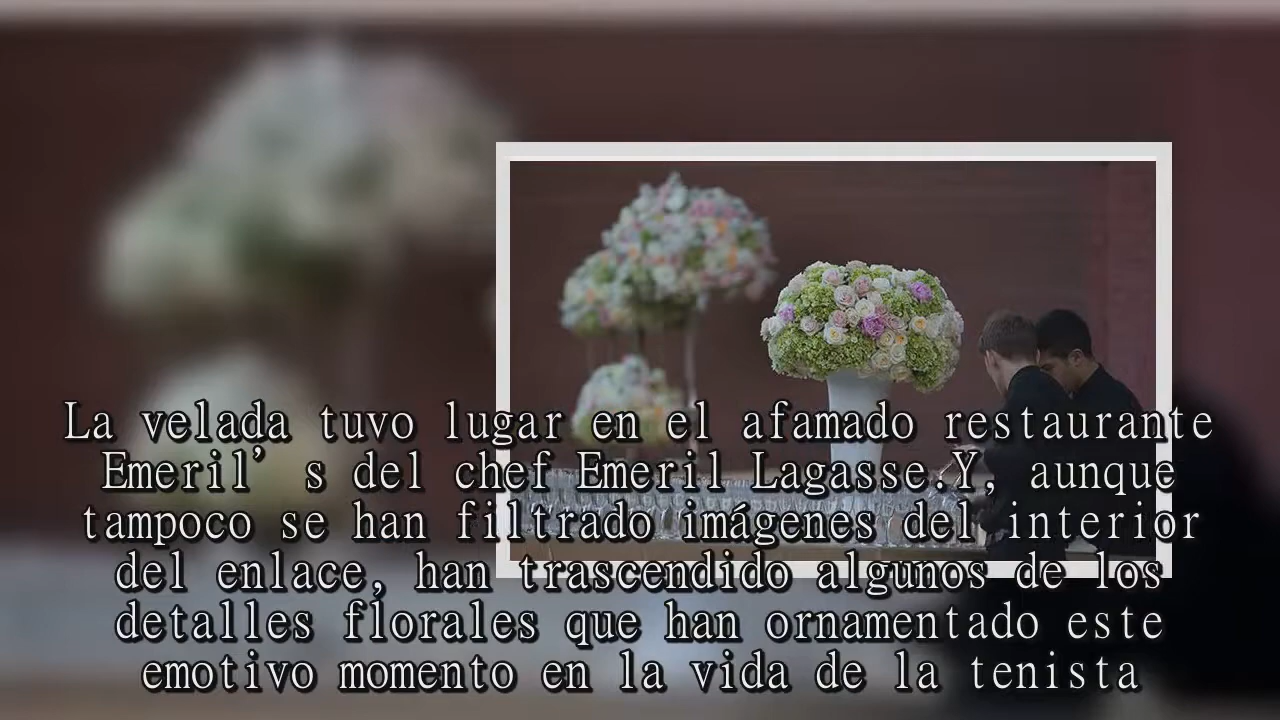 La velada tuvo lugar en el afamado restaurante
Emeril’s del chef Emeril Lagasse.Y, aunque
tampoco se han filtrado imágenes del interior
del enlace, han trascendido algunos de los
detalles florales que han ornamentado este
emotivo momento en la vida de la tenista